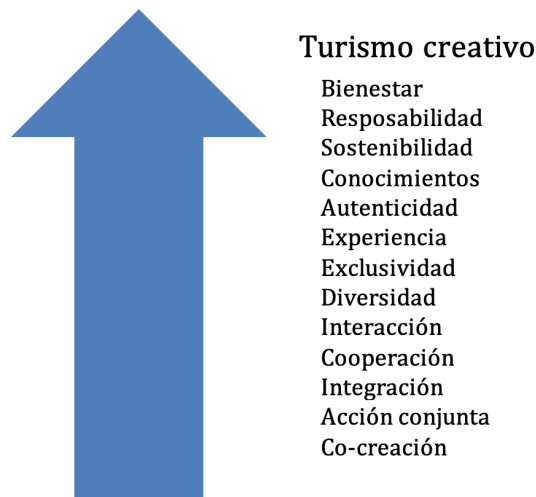 Turismo creativo
Bienestar
Resposabilidad
Sostenibilidad
Conocimientos
Autenticidad
Experiencia
Exclusividad
Diversidad
Interacción
Cooperación
Integración
Acción conjunta
Co-creación